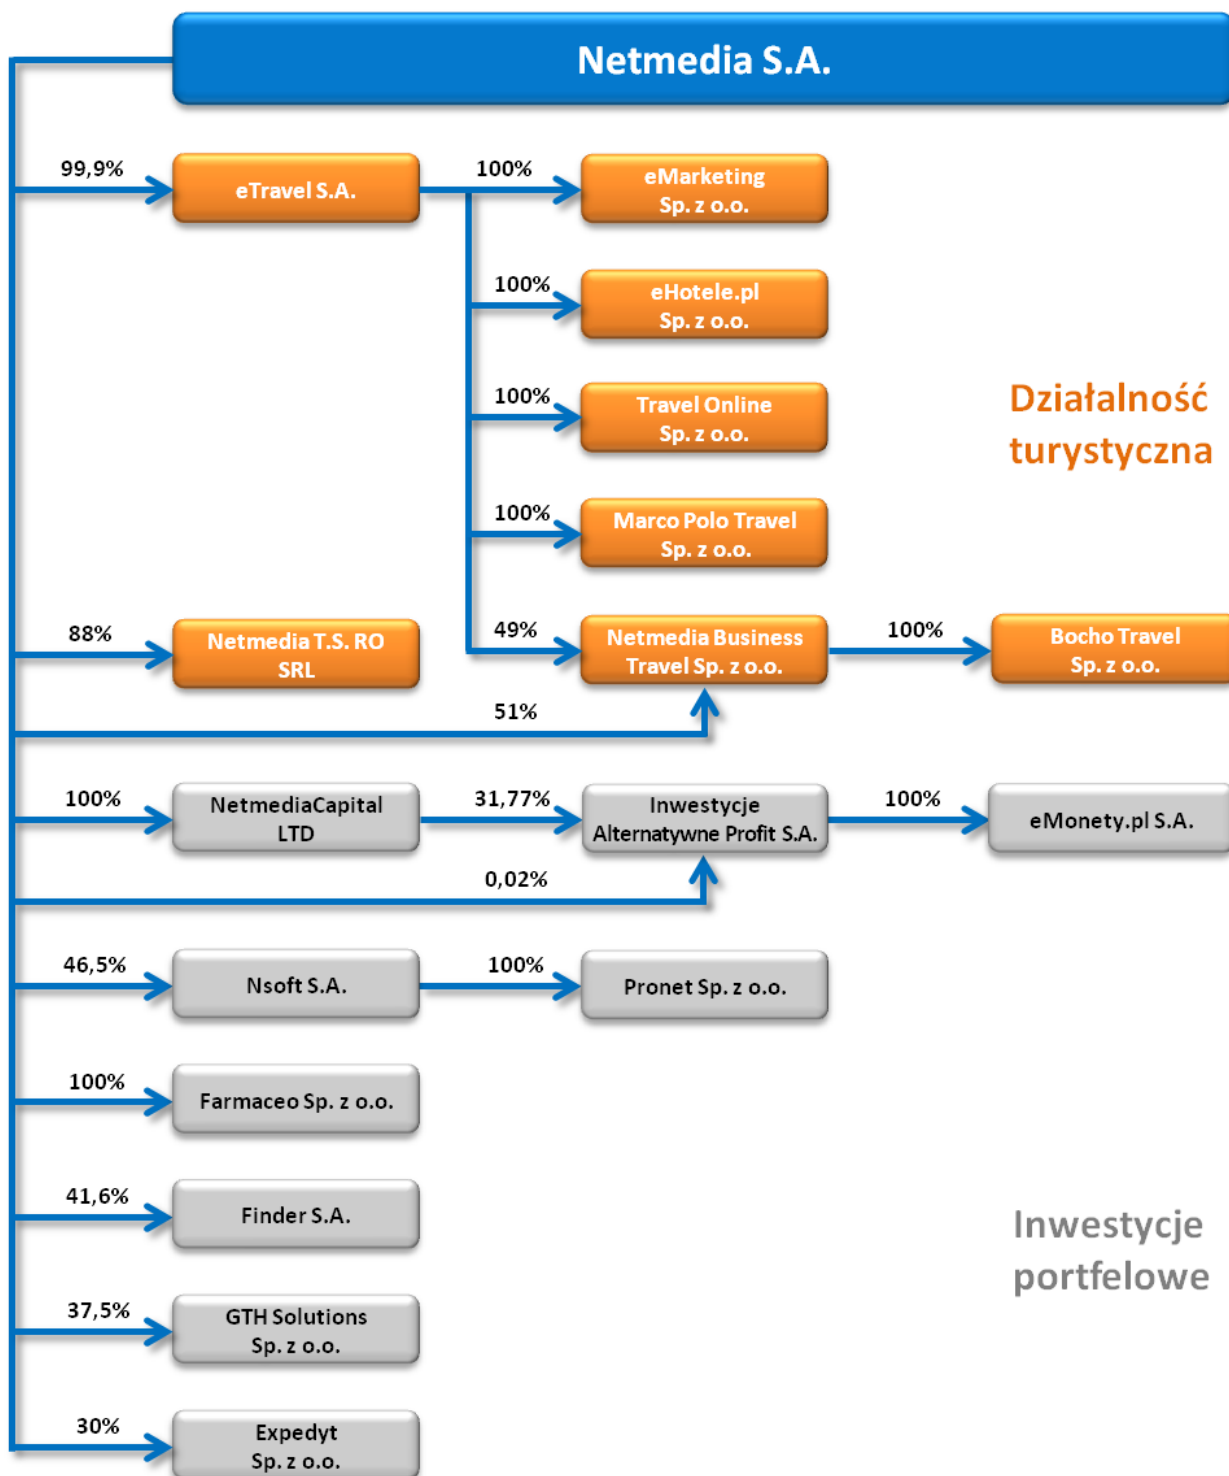 Netmedia S.A.
99,9%
eTravel S.A.
100%
eMarketing
Sp. z o.o.
100%
eHotele.pl
Sp. z o.o.
100%
Travel Online
Sp. z o.o.
Działalność
turystyczna
100%
Marco Polo Travel
Sp. z o.o.
88%
Netmedia T.S. RO
SRL
49%
Netmedia Business
Travel Sp. z o.o.
100%
Bocho Travel
Sp. z o.o.
51%
100%
NetmediaCapital
LTD
31,77%
Inwestycje
Alternatywne Profit S.A.
100%
eMonety.pl S.A.
0,02%
46,5%
Nsoft S.A.
100%
Pronet Sp. z o.o.
100%
Farmaceo Sp. z o.o.
41,6%
Finder S.A.
Inwestycje
portfelowe
37,5%
GTH Solutions
Sp. z o.o.
30%
Expedyt
Sp. z o.o.